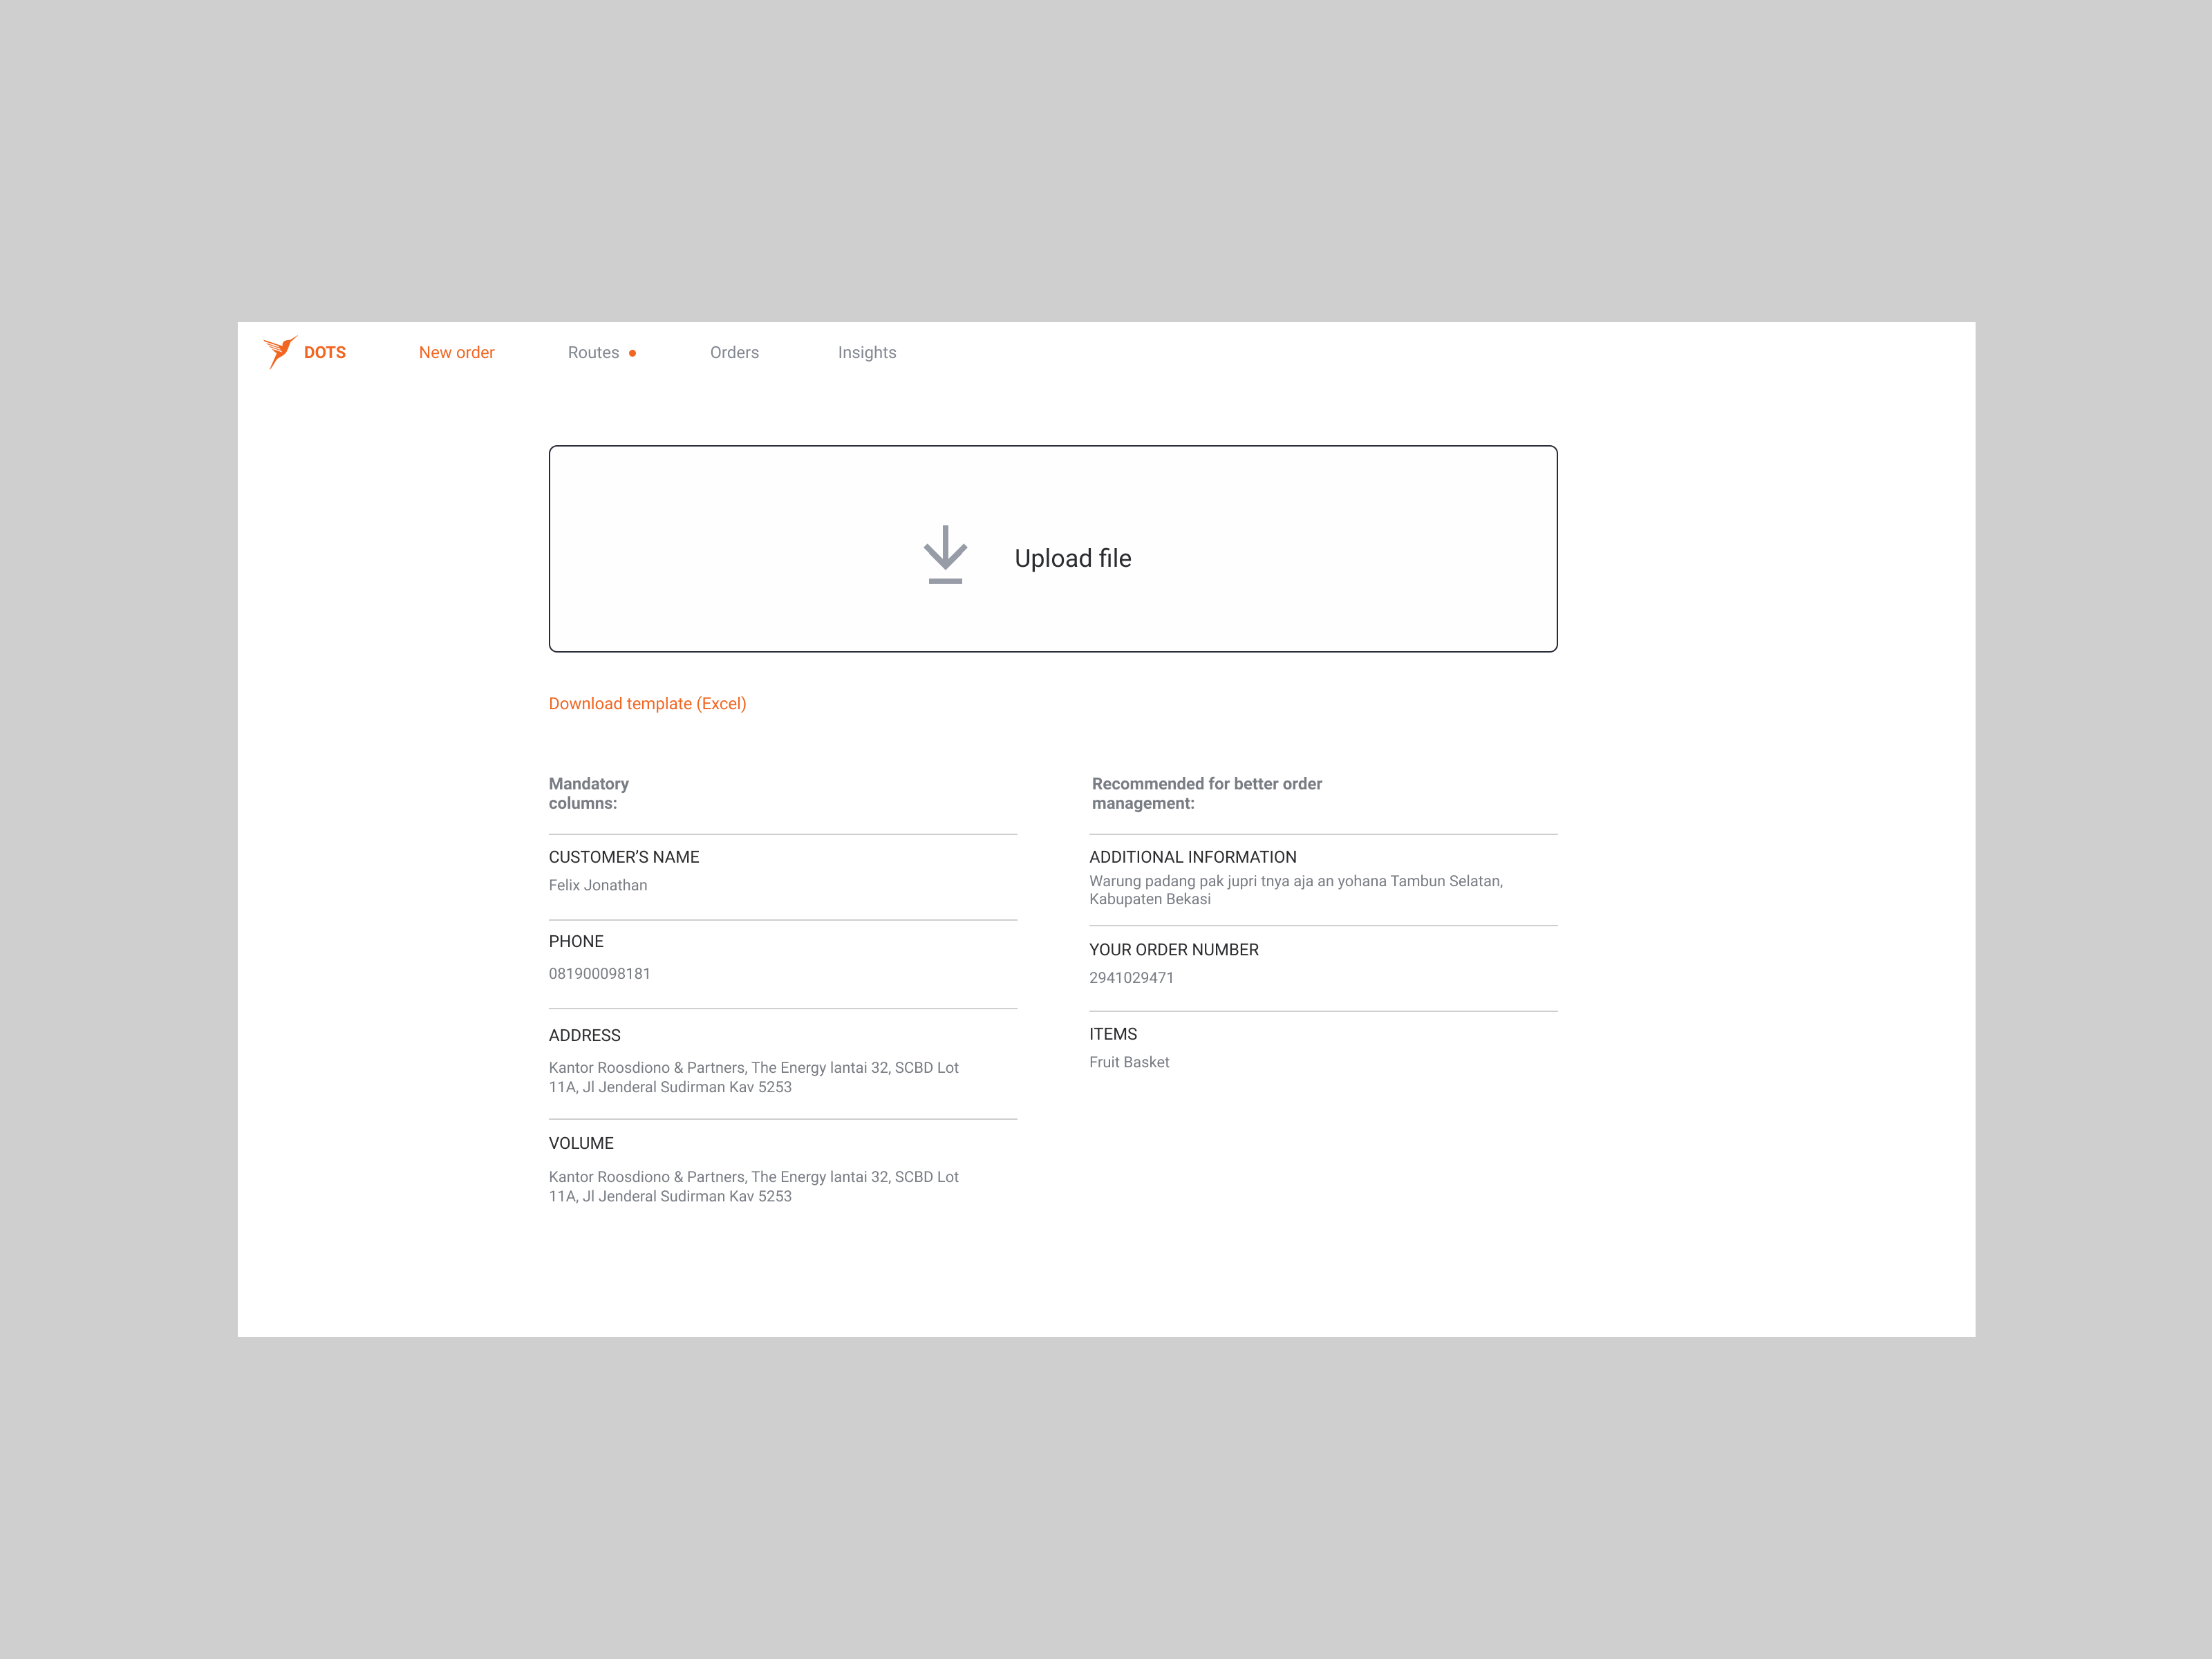 DOTS
New order
Routes
Orders
Insights
Upload file
Download template (Excel)
Mandatory
columns:
CUSTOMER’S NAME
Felix Jonathan
PHONE
081900098181
ADDRESS
Kantor Roosdiono & Partners, The Energy lantai 32, SCBD Lot
11A, Jl Jenderal Sudirman Kav 5253
VOLUME
Kantor Roosdiono & Partners, The Energy lantai 32, SCBD Lot
11A, Jl Jenderal Sudirman Kav 5253
Recommended for better order
management:
ADDITIONAL INFORMATION
Warung padang pak jupri tnya aja an yohana Tambun Selatan,
Kabupaten Bekasi
YOUR ORDER NUMBER
2941029471
ITEMS
Fruit Basket